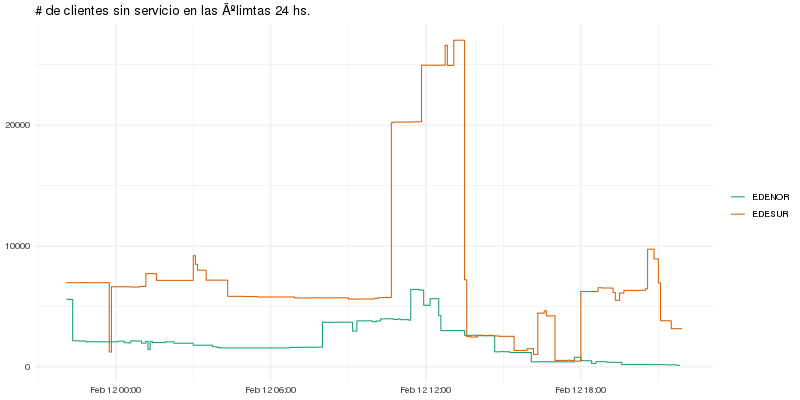 # de clientes sin servicio en las Ãºlimtas 24 hs.
20000
10000
0
Feb 12 00:00
Feb 12 06:00
Feb 12 12:00
Feb 12 18:00
EDENOR
EDESUR